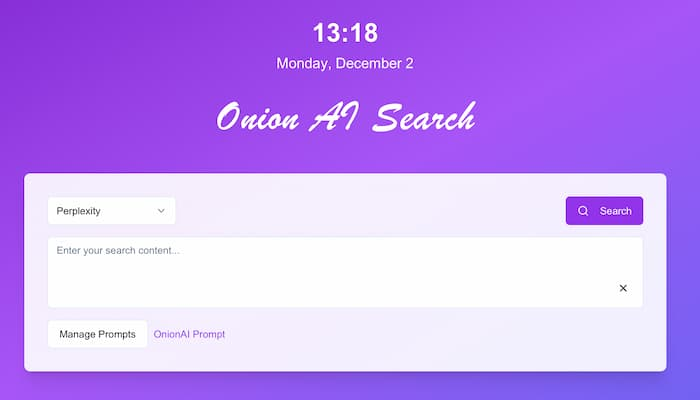 13:18
Monday, December 2
Onion AI Search
Perplexity
Search
Enter your search content...
Manage Prompts OnionAI Prompt